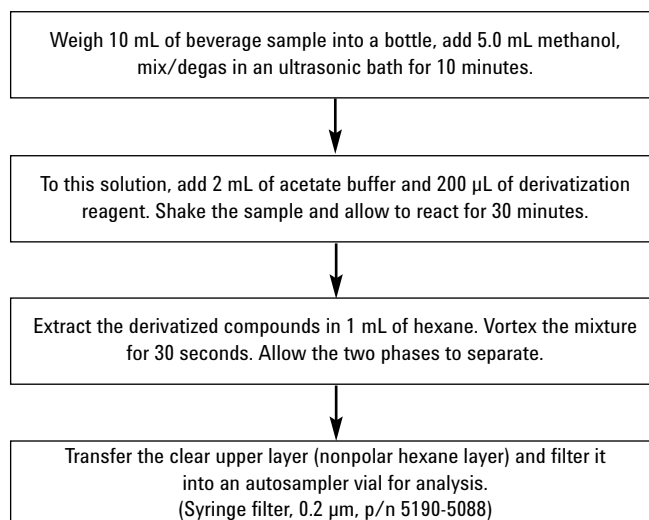 Weigh 10 mL of beverage sample into a bottle, add 5.0 mL methanol,
mix/degas in an ultrasonic bath for 10 minutes.
To this solution, add 2 mL of acetate buffer and 200 µL of derivatization
reagent. Shake the sample and allow to react for 30 minutes.
Extract the derivatized compounds in 1 mL of hexane. Vortex the mixture
for 30 seconds. Allow the two phases to separate.
Transfer the clear upper layer (nonpolar hexane layer) and filter it
into an autosampler vial for analysis.
(Syringe filter, 0.2 µm, p/n 5190-5088)